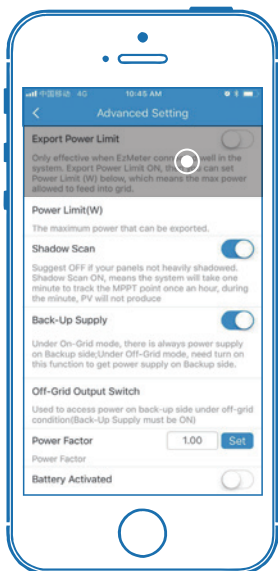 中国移动 4G 10:45 AM
Advanced Setting
Export Power Limit
Only effective when EzMeter well in the
system. Export Power Limit ON, can set
Power Limit (W) below, which means the max power
allowed to feed into grid.
Power Limit(W)
The maximum power that can be exported.
Shadow Scan
Suggest OFF if your panels not heavily shadowed.
Shadow Scan ON, means the system will take one
minute to track the MPPT point once an hour, during
the minute, PV will not produce
Back-Up Supply
Under On-Grid mode, there is always power supply
on Backup side;Under Off-Grid mode, need turn on
this function to get power supply on Backup side.
Off-Grid Output Switch
Used to access power on back-up side under off-grid
condition(Back-Up Supply must be ON)
Power Factor 1.00 Set
Power Factor
Battery Activated